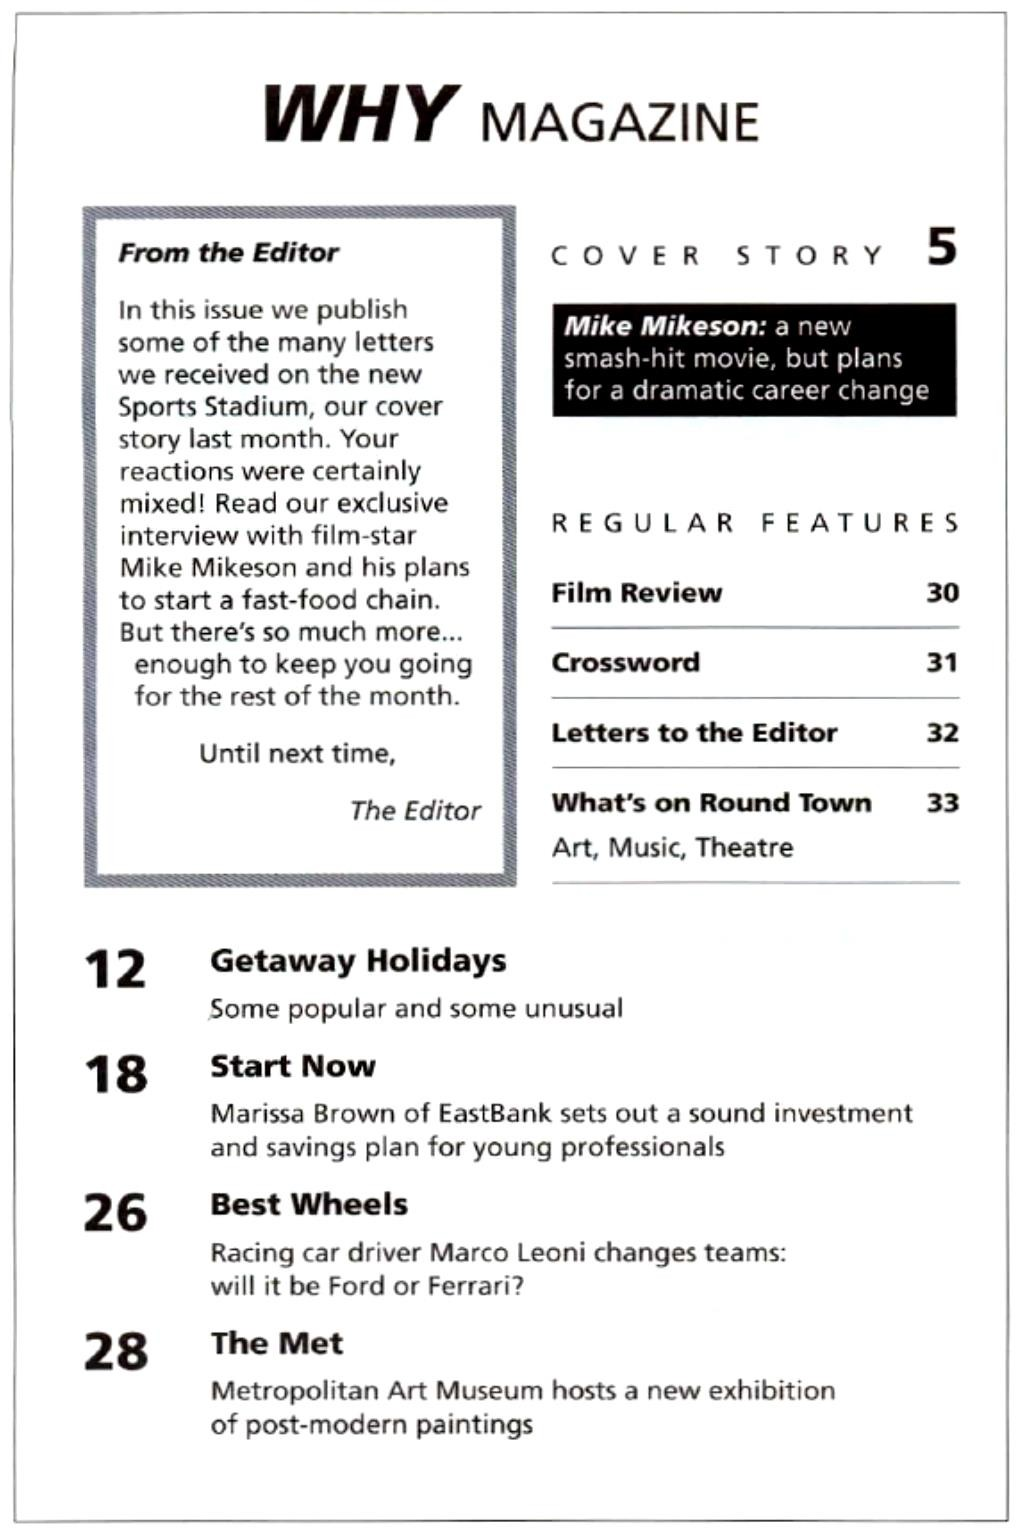 WHY MAGAZINE
From the Editor
In this issue we publish
some of the many letters
we received on the new
Sports Stadium, our cover
story last month. Your
reactions were certainly
mixed! Read our exclusive
interview with film-star
Mike Mikeson and his plans
to start a fast-food chain.
But there's so much more...
enough to keep you going
for the rest of the month.
Until next time,
The Editor
COVER STORY 5
Mike Mikeson: a new
smash-hit movie, but plans
for a dramatic career change
REGULAR FEATURES
Film Review 30
Crossword 31
Letters to the Editor 32
What's on Round Town 33
Art, Music, Theatre
12 Getaway Holidays
Some popular and some unusual
18 Start Now
Marissa Brown of EastBank sets out a sound investment
and savings plan for young professionals
26 Best Wheels
Racing car driver Marco Leoni changes teams:
will it be Ford or Ferrari?
28 The Met
Metropolitan Art Museum hosts a new exhibition
of post-modern paintings